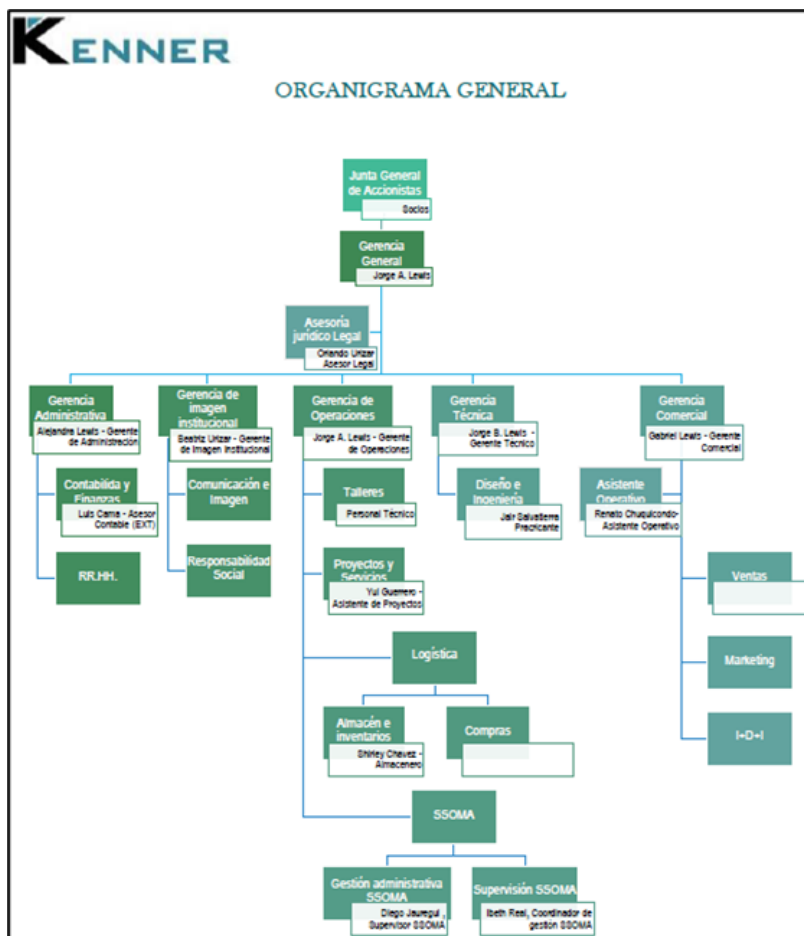 KENNER
ORGANIGRAMA GENERAL
Junta General
de Accionistas
Socios
Gerencia
General
Jorge A. Lewis
Asesoría
jurídico Legal
Orlando Urizar
Asesor Legal
Gerencia
Administrativa
Alejandra Lewis - Gerente
de Administración
Gerencia de
imagen
institucional
Beatriz Urizar - Gerente
de Imagen Institucional
Gerencia de
Operaciones
Jorge A. Lewis - Gerente
de Operaciones
Gerencia
Técnica
Jorge B. Lewis -
Gerente Técnico
Gerencia
Comercial
Gabriel Lewis - Gerente
Comercial
Contabilida y
Finanzas
Luis Cama - Asesor
Contable (EXT)
Comunicación e
Imagen
Talleres
Personal Técnico
Diseño e
Ingeniería
Jair Salvatierra
Practicante
Asistente
Operativo
Renato Chuquicondo-
Asistente Operativo
RR.HH.
Responsabilidad
Social
Proyectos y
Servicios
Yul Guerrero -
Asistente de Proyectos
Ventas
Logística
Marketing
Almacén e
inventarios
Shirley Chavez -
Almacenero
Compras
I+D+I
SSOMA
Gestión administrativa
SSOMA
Diego Jauregui ,
Supervisor SSOMA
Supervisión SSOMA
Ibeth Real, Coordinador de
gestión SSOMA